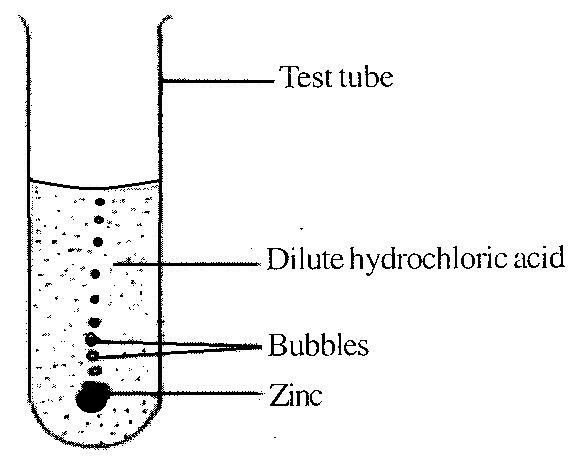 Test tube
Dilute hydrochloric acid
Bubbles
Zinc